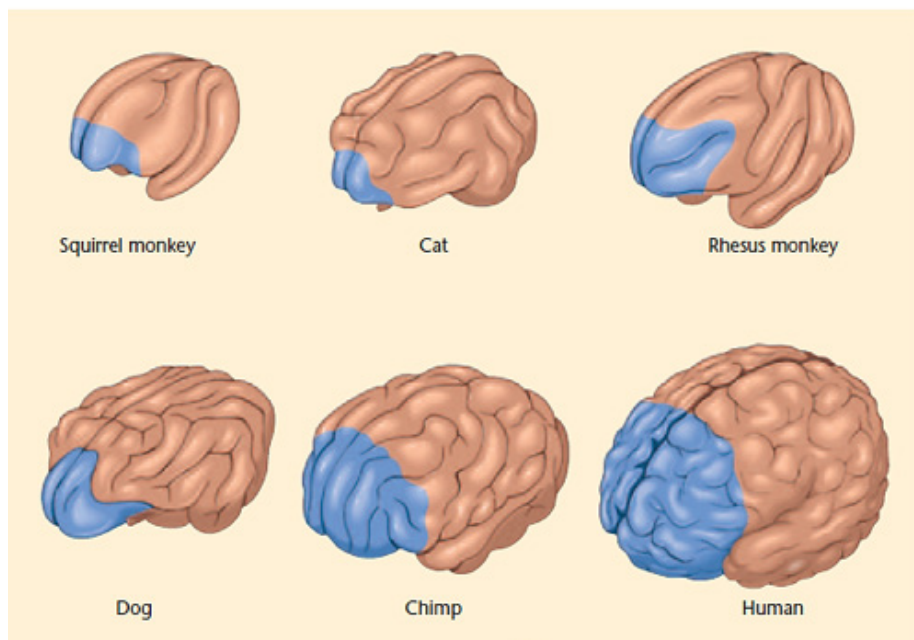 Squirrel monkey
Cat
Rhesus monkey
Dog
Chimp
Human